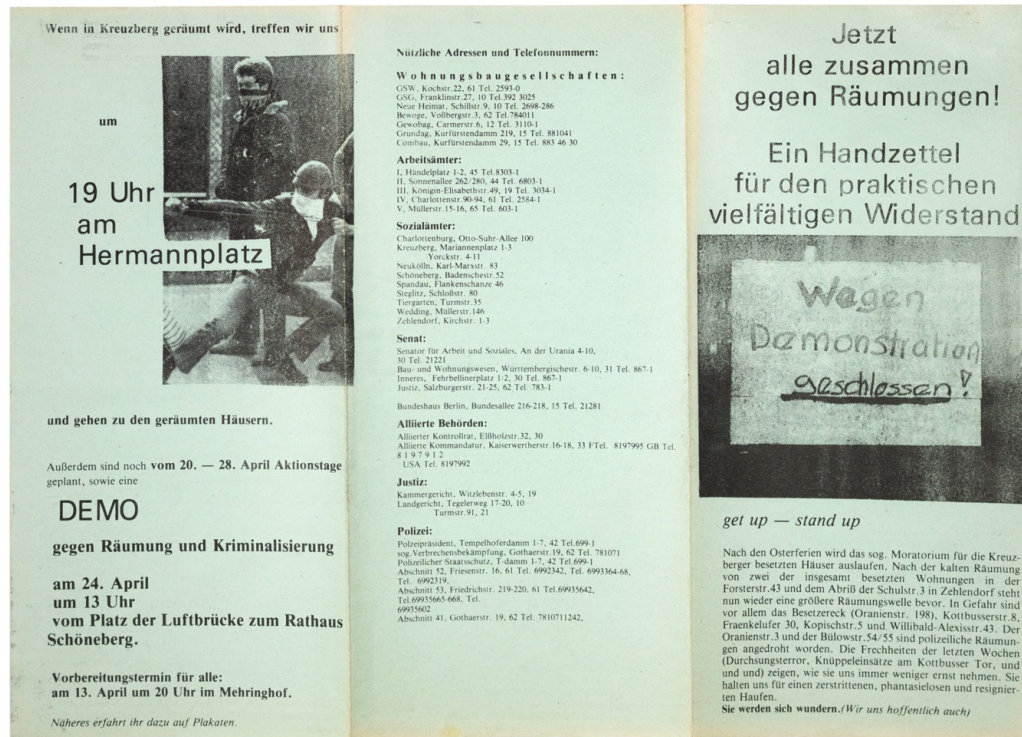 Wenn in Kreuzberg geräumt wird, treffen wir uns
um
19 Uhr
am
Hermannplatz
und gehen zu den geräumten Häusern.
Außerdem sind noch vom 20. — 28. April Aktionstage
geplant, sowie eine
DEMO
gegen Räumung und Kriminalisierung
am 24. April
um 13 Uhr
vom Platz der Luftbrücke zum Rathaus
Schöneberg.
Vorbereitungstermin für alle:
am 13. April um 20 Uhr im Mehringhof.
Näheres erfahrt ihr dazu auf Plakaten.
Nützliche Adressen und Telefonnummern:
Wohnungsbaugesellschaften:
GSW, Kochstr.22, 61 Tel. 2593-0
GSG, Franklinstr.27, 10 Tel.392 3025
Neue Heimat, Schillstr.9, 10 Tel. 2698-286
Bewoge, Voßbergstr.3, 62 Tel.784011
Gewobag, Carmerstr.6, 12 Tel. 3110-1
Grundag, Kurfürstendamm 219, 15 Tel. 881041
Combau, Kurfürstendamm 29, 15 Tel. 883 46 30
Arbeitsämter:
I, Händelplatz 1-2, 45 Tel.8303-1
II, Sonnenallee 262/280, 44 Tel. 6803-1
III, Königin-Elisabethstr.49, 19 Tel. 3034-1
IV, Charlottenstr.90-94, 61 Tel. 2584-1
V, Müllerstr.15-16, 65 Tel. 603-1
Sozialämter:
Charlottenburg, Otto-Suhr-Allee 100
Kreuzberg, Mariannenplatz 1-3
Yorckstr. 4-11
Neukölln, Karl-Marxstr. 83
Schöneberg, Badenschestr.52
Spandau, Flankenschanze 46
Steglitz, Schloßstr. 80
Tiergarten, Turmstr.35
Wedding, Müllerstr.146
Zehlendorf, Kirchstr. 1-3
Senat:
Senator für Arbeit und Soziales, An der Urania 4-10,
30 Tel. 21221
Bau- und Wohnungswesen, Württembergischestr. 6-10, 31 Tel. 867-1
Inneres, Fehrbellinerplatz 1-2, 30 Tel. 867-1
Justiz, Salzburgerstr. 21-25, 62 Tel. 783-1
Bundeshaus Berlin, Bundesallee 216-218, 15 Tel. 21281
Alliierte Behörden:
Alliierter Kontrollrat, Elßholzstr.32, 30
Alliierte Kommandatur, Kaiserwertherstr.16-18, 33 FTel. 8197995 GB Tel.
8197912
USA Tel. 8197992
Justiz:
Kammergericht, Witzlebenstr. 4-5, 19
Landgericht, Tegelerweg 17-20, 10
Turmstr.91, 21
Polizei:
Polzeipräsident, Tempelhoferdamm 1-7, 42 Tel.699-1
sog.Verbrechensbekämpfung, Gothaerstr.19, 62 Tel. 781071
Polizeilicher Staatsschutz, T-damm 1-7, 42 Tel.699-1
Abschnitt 52, Friesenstr. 16, 61 Tel. 6992342, Tel. 6993364-68,
Tel. 6992319,
Abschnitt 53, Friedrichstr. 219-220, 61 Tel.69935642,
Tel.69935665-668, Tel.
69935602
Abschnitt 41, Gothaerstr. 19, 62 Tel. 7810711242,
Jetzt
alle zusammen
gegen Räumungen!
Ein Handzettel
für den praktischen
vielfältigen Widerstand
Wegen
Demonstration
geschlossen!
get up — stand up
Nach den Osterferien wird das sog. Moratorium für die Kreuz-
berger besetzten Häuser auslaufen. Nach der kalten Räumung
von zwei der insgesamt besetzten Wohnungen in der
Forsterstr.43 und dem Abriß der Schulstr.3 in Zehlendorf steht
nun wieder eine größere Räumungswelle bevor. In Gefahr sind
vor allem das Besetzereck (Oranienstr. 198), Kottbusserstr.8,
Fraenkelufer 30, Kopischstr.5 und Willibald-Alexisstr.43. Der
Oranienstr.3 und der Bülowstr.54/55 sind polizeiliche Räumun-
gen angedroht worden. Die Frechheiten der letzten Wochen
(Durchsungsterror, Knüppeleinsätze am Kottbusser Tor, und
und und) zeigen, wie sie uns immer weniger ernst nehmen. Sie
halten uns für einen zerstrittenen, phantasielosen und resignier-
ten Haufen.
Sie werden sich wundern.(Wir uns hoffentlich auch)